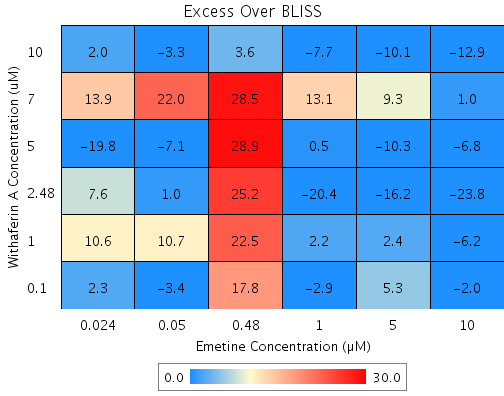 Excess Over BLISS
Withaferin A Concentration (uM)
10 2.0 −3.3 3.6 −7.7 −10.1 −12.9
7 13.9 22.0 28.5 13.1 9.3 1.0
5 −19.8 −7.1 28.9 0.5 −10.3 −6.8
2.48 7.6 1.0 25.2 −20.4 −16.2 −23.8
1 10.6 10.7 22.5 2.2 2.4 −6.2
0.1 2.3 −3.4 17.8 −2.9 5.3 −2.0
0.024 0.05 0.48 1 5 10
Emetine Concentration (μM)
0.0 30.0